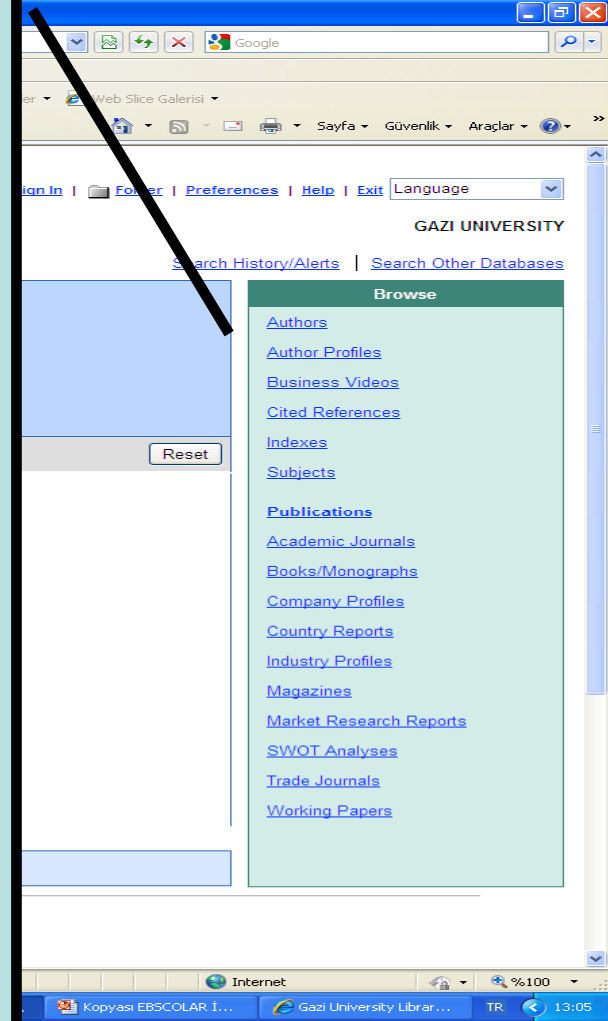 Google
er Web Slice Galerisi
Sayfa Güvenlik Araçlar »
ign In | Folder | Preferences | Help | Exit Language
GAZI UNIVERSITY
Search History/Alerts | Search Other Databases
Browse
Authors
Author Profiles
Business Videos
Cited References
Indexes
Reset
Subjects
Publications
Academic Journals
Books/Monographs
Company Profiles
Country Reports
Industry Profiles
Magazines
Market Research Reports
SWOT Analyses
Trade Journals
Working Papers
Internet %100
Kopyası EBSCOLAR İ... Gazi University Librar... TR 13:05